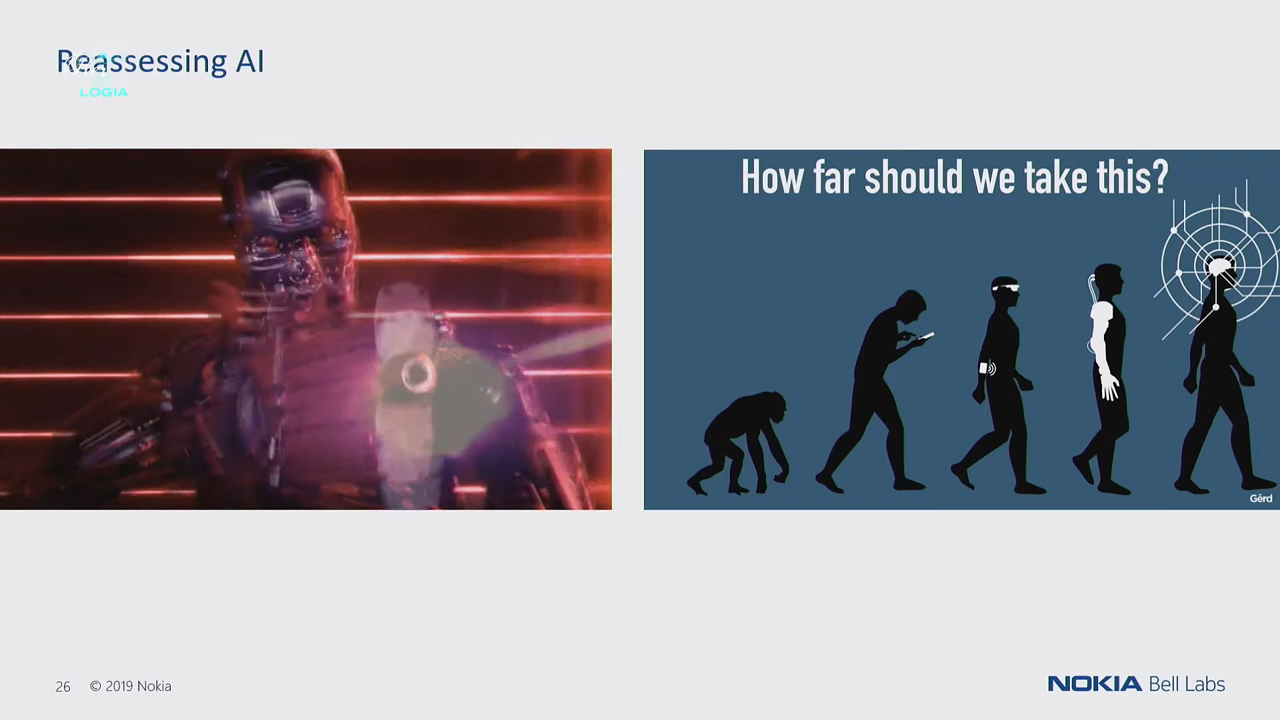 Reassessing AI
LOGIA
How far should we take this?
Gerd
26 © 2019 Nokia
NOKIA Bell Labs